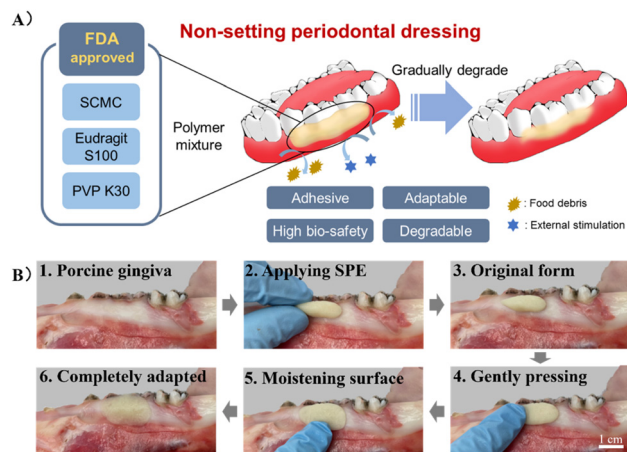 A)
Non-setting periodontal dressing
FDA
approved
SCMC
Eudragit
S100
PVP K30
Polymer
mixture
Gradually degrade
Adhesive
Adaptable
High bio-safety
Degradable
: Food debris
: External stimulation
B)
1. Porcine gingiva
2. Applying SPE
3. Original form
6. Completely adapted
5. Moistening surface
4. Gently pressing
1 cm